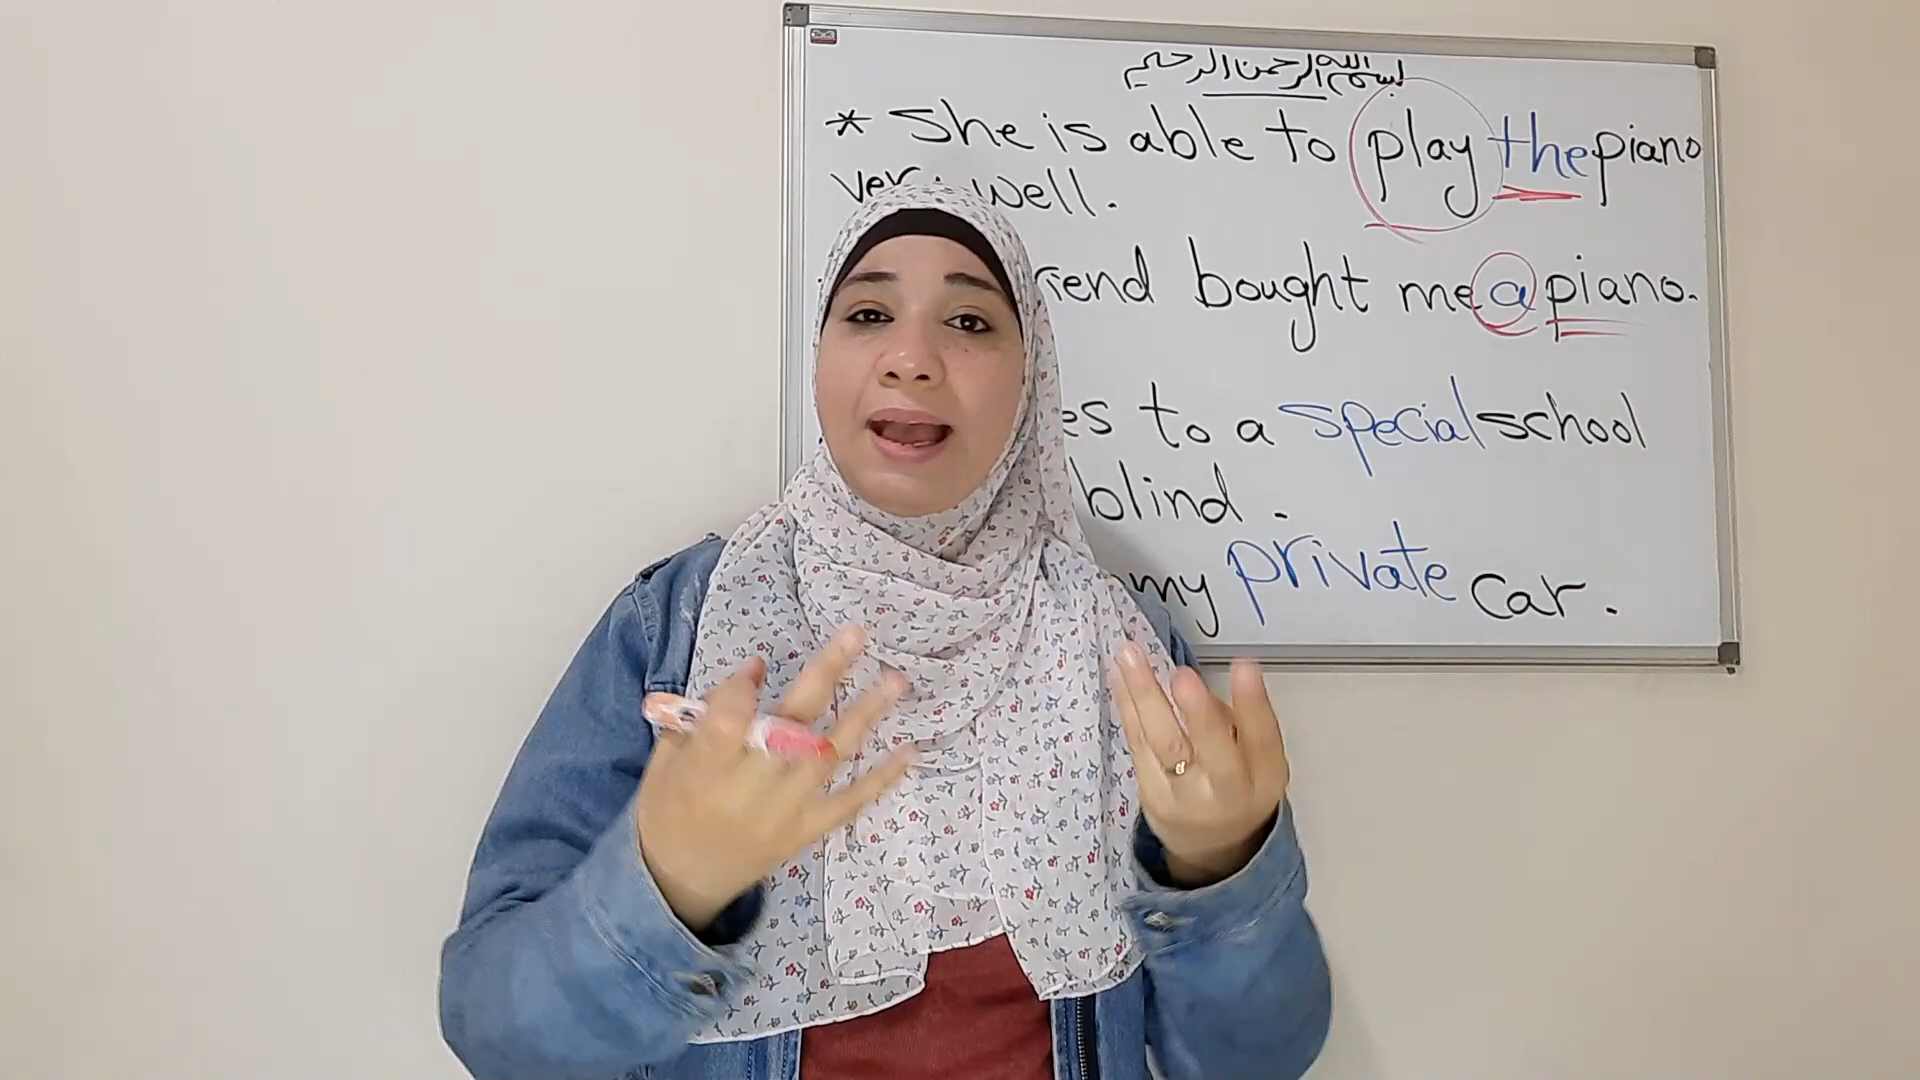 بسم الله الرحمن الرحيم
* She is able to play the piano
well.
bought me a piano.
to a special school
blind.
my private car.